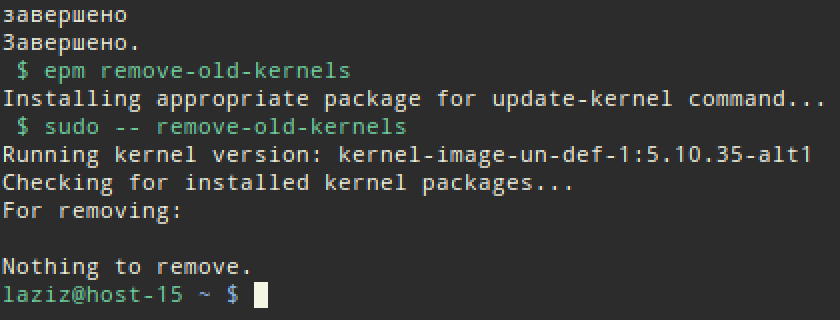 завершено
Завершено.
$ epm remove-old-kernels
Installing appropriate package for update-kernel command...
$ sudo -- remove-old-kernels
Running kernel version: kernel-image-un-def-1:5.10.35-alt1
Checking for installed kernel packages...
For removing:
Nothing to remove.
laziz@host-15 ~ $